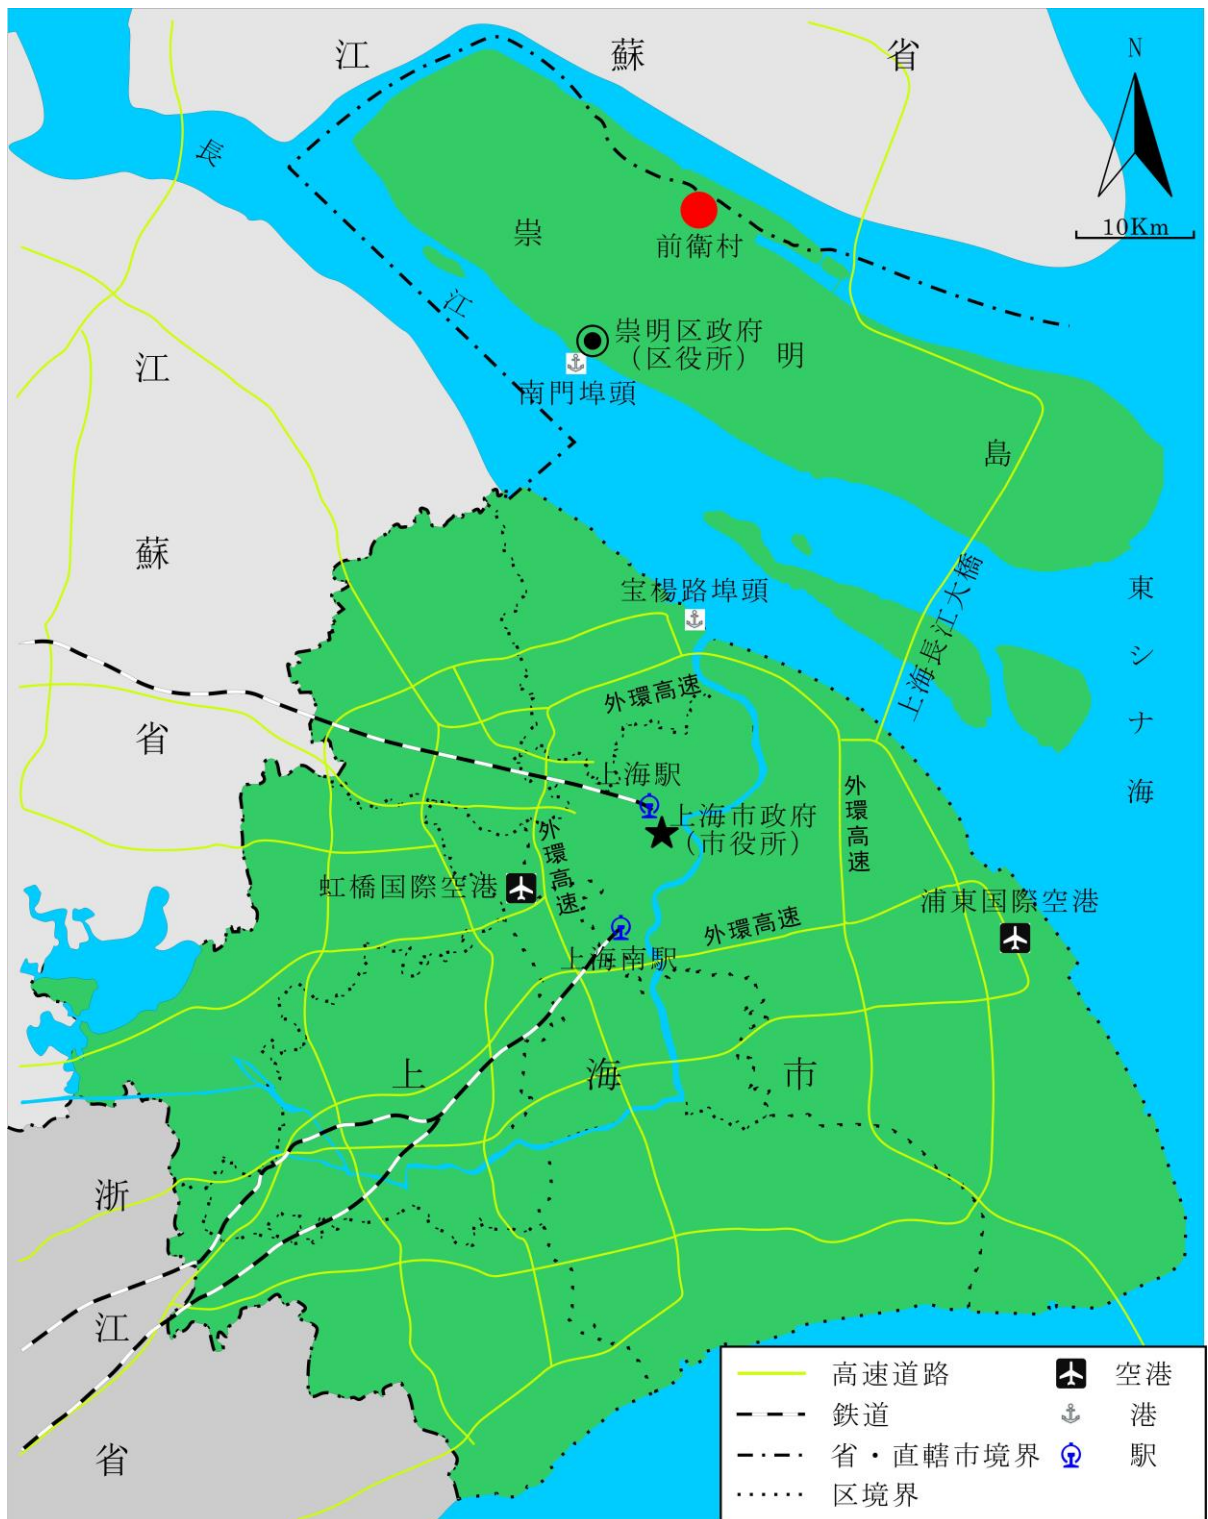 江　蘇　省
N
長
10Km
崇
前衛村
江
崇明区政府
（区役所）
明
南門埠頭
江
島
蘇
上海長江大橋
東シナ海
宝楊路埠頭
外環高速
省
上海駅
外環高速
上海市政府
（市役所）
外環高速
虹橋国際空港
浦東国際空港
外環高速
上海南駅
上　海　市
浙
江
省
高速道路
空港
鉄道
港
省・直轄市境界
駅
区境界